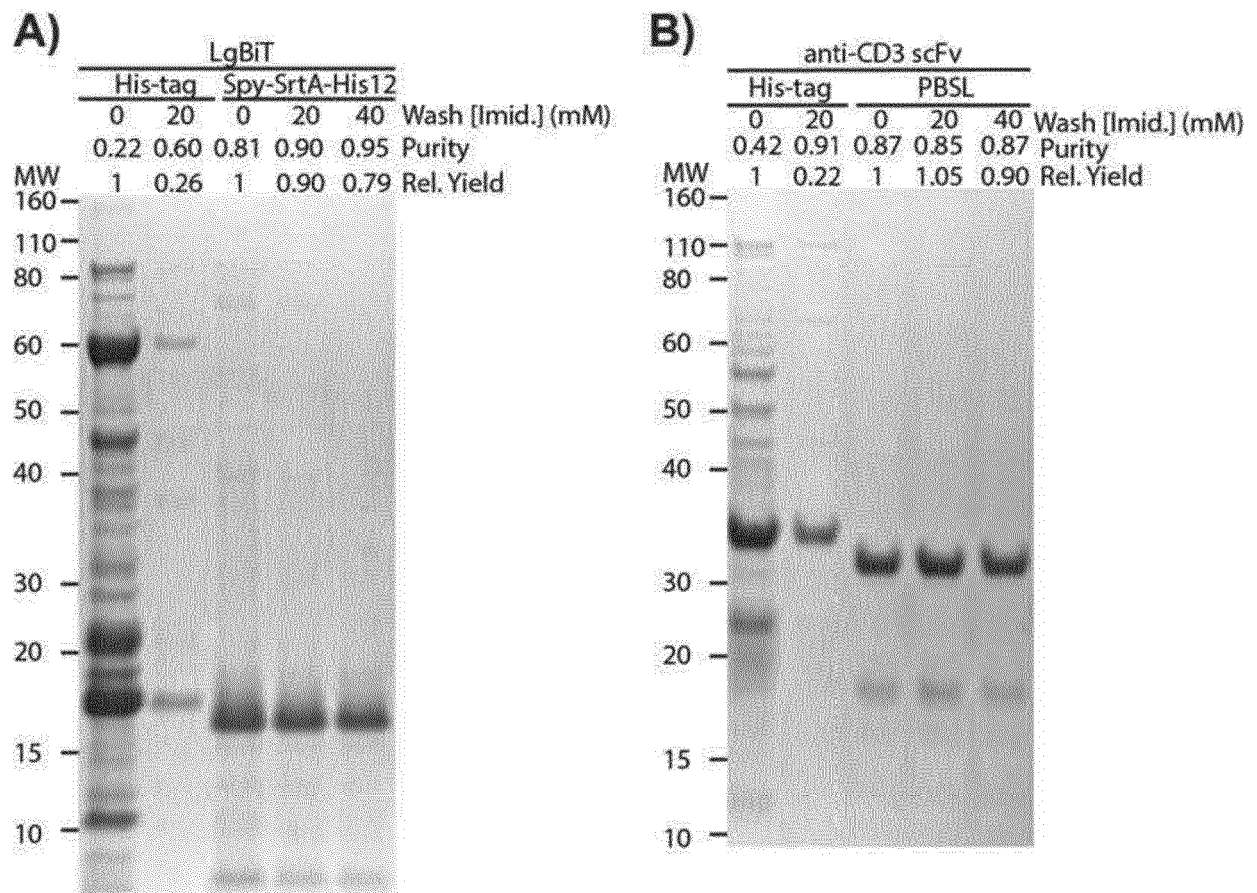 A)
LgBiT
His-tag Spy-SrtA-His12
0 20 0 20 40 Wash [Imid.] (mM)
0.22 0.60 0.81 0.90 0.95 Purity
MW 1 0.26 1 0.90 0.79 Rel. Yield
160
110
80
60
50
40
30
20
15
10
B)
anti-CD3 scFv
His-tag PBSL
0 20 0 20 40 Wash [Imid.] (mM)
0.42 0.91 0.87 0.85 0.87 Purity
MW 1 0.22 1 1.05 0.90 Rel. Yield
160
110
80
60
50
40
30
20
15
10